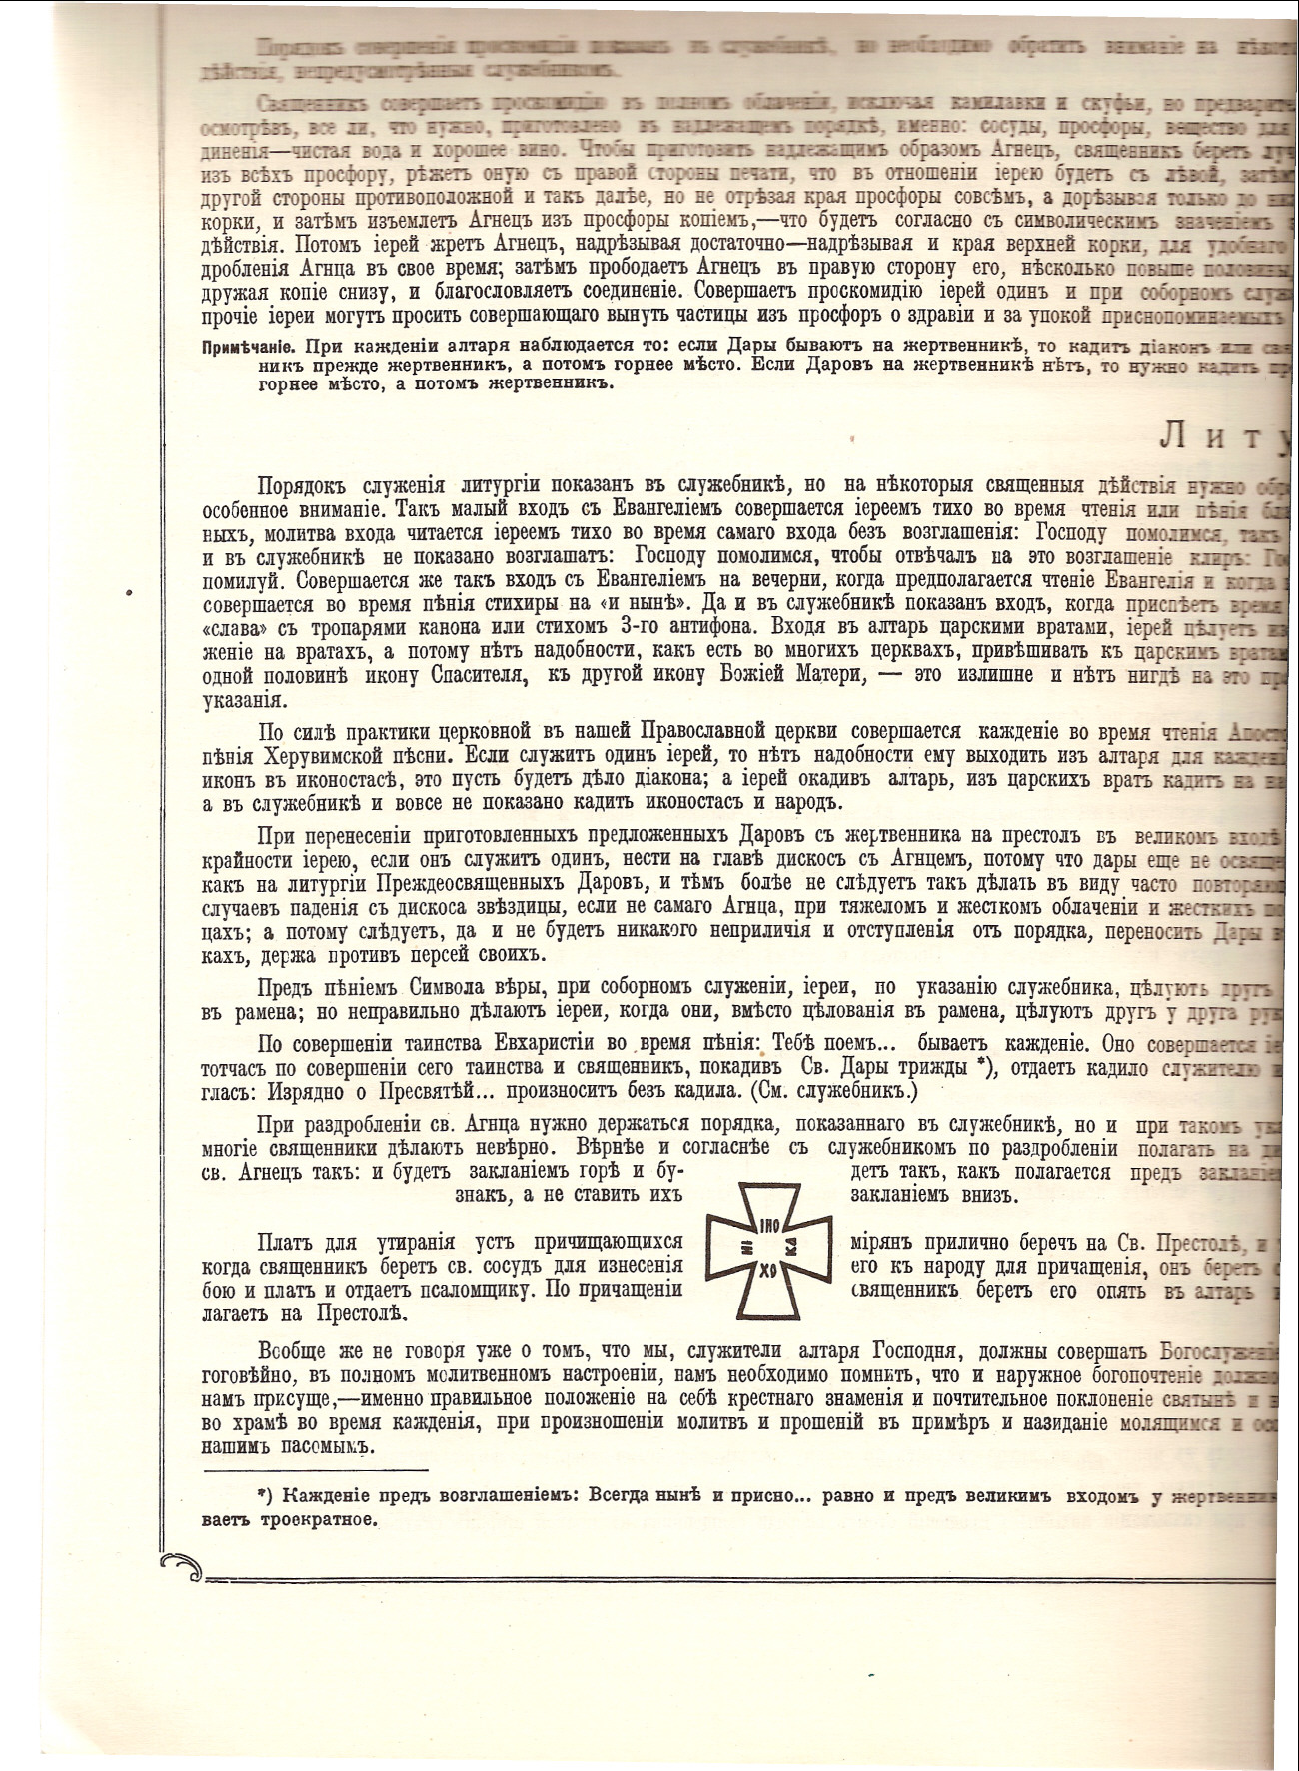 Порядокъ совершенія проскомидіи показанъ въ служебникѣ, но необходимо обратить вниманіе на
дѣйствія, непредусмотрѣнныя служебникомъ.
Священникъ совершаетъ проскомидію въ полномъ облаченіи, исключая камилавки и скуфьи, но
осмотрѣвъ, все ли, что нужно, приготовлено въ надлежащемъ порядкѣ, именно: сосуды, просфоры, вещество для
диненія—чистая вода и хорошее вино. Чтобы приготовить надлежащимъ образомъ Агнецъ, священникъ беретъ
изъ всѣхъ просфору, рѣжетъ оную съ правой стороны печати, что въ отношеніи іерею будетъ съ лѣвой,
другой стороны противоположной и такъ далѣе, но не отрѣзая края просфоры совсѣмъ, а дорѣзывая только до
корки, и затѣмъ изъемлетъ Агнецъ изъ просфоры копіемъ,—что будетъ согласно съ символическимъ значеніемъ
дѣйствія. Потомъ іерей жретъ Агнецъ, надрѣзывая достаточно—надрѣзывая и края верхней корки, для удобнаго
дробленія Агнца въ свое время; затѣмъ прободаетъ Агнецъ въ правую сторону его, нѣсколько повыше половины,
дружая копіе снизу, и благословляетъ соединеніе. Совершаетъ проскомидію іерей одинъ и при соборномъ
прочіе іереи могутъ просить совершающаго вынуть частицы изъ просфоръ о здравіи и за упокой приснопоминаемыхъ
Примѣчаніе. При кажденіи алтаря наблюдается то: если Дары бываютъ на жертвенникѣ, то кадитъ діаконъ или
никъ прежде жертвенникъ, а потомъ горнее мѣсто. Если Даровъ на жертвенникѣ нѣтъ, то нужно кадить
горнее мѣсто, а потомъ жертвенникъ.
Литу
Порядокъ служенія литургіи показанъ въ служебникѣ, но на нѣкоторыя священныя дѣйствія нужно
особенное вниманіе. Такъ малый входъ съ Евангеліемъ совершается іереемъ тихо во время чтенія или пѣнія
ныхъ, молитва входа читается іереемъ тихо во время самаго входа безъ возглашенія: Господу помолимся, такъ
и въ служебникѣ не показано возглашать: Господу помолимся, чтобы отвѣчалъ на это возглашеніе клиръ:
помилуй. Совершается же такъ входъ съ Евангеліемъ на вечерни, когда предполагается чтеніе Евангелія и когда
совершается во время пѣнія стихиры на «и нынѣ». Да и въ служебникѣ показанъ входъ, когда приспѣетъ время
«слава» съ тропарями канона или стихомъ 3-го антифона. Входя въ алтарь царскими вратами, іерей цѣлуетъ
женіе на вратахъ, а потому нѣтъ надобности, какъ есть во многихъ церквахъ, привѣшивать къ царскимъ
одной половинѣ икону Спасителя, къ другой икону Божіей Матери, — это излишне и нѣтъ нигдѣ на это
указанія.
По силѣ практики церковной въ нашей Православной церкви совершается кажденіе во время чтенія
пѣнія Херувимской пѣсни. Если служитъ одинъ іерей, то нѣтъ надобности ему выходить изъ алтаря для
иконъ въ иконостасѣ, это пусть будетъ дѣло діакона; а іерей окадивъ алтарь, изъ царскихъ вратъ кадитъ на
а въ служебникѣ и вовсе не показано кадить иконостасъ и народъ.
При перенесеніи приготовленныхъ предложенныхъ Даровъ съ жертвенника на престолъ въ великомъ входѣ
крайности іерею, если онъ служитъ одинъ, нести на главѣ дискосъ съ Агнцемъ, потому что дары еще не
какъ на литургіи Преждеосвященныхъ Даровъ, и тѣмъ болѣе не слѣдуетъ такъ дѣлать въ виду часто
случаевъ паденія съ дискоса звѣздицы, если не самаго Агнца, при тяжеломъ и жесткомъ облаченіи и жесткихъ
цахъ; а потому слѣдуетъ, да и не будетъ никакого неприличія и отступленія отъ порядка, переносить Дары
кахъ, держа противъ персей своихъ.
Предъ пѣніемъ Символа вѣры, при соборномъ служеніи, іереи, по указанію служебника, цѣлуютъ другъ
въ рамена; но неправильно дѣлаютъ іереи, когда они, вмѣсто цѣлованія въ рамена, цѣлуютъ другъ у друга
По совершеніи таинства Евхаристіи во время пѣнія: Тебѣ поемъ... бываетъ кажденіе. Оно совершается
тотчасъ по совершеніи сего таинства и священникъ, покадивъ Св. Дары трижды *), отдаетъ кадило служителю
гласъ: Изрядно о Пресвятѣй... произноситъ безъ кадила. (См. служебникъ.)
При раздробленіи св. Агнца нужно держаться порядка, показаннаго въ служебникѣ, но и при такомъ
многіе священники дѣлаютъ невѣрно. Вѣрнѣе и согласнѣе съ служебникомъ по раздробленіи полагать на
св. Агнецъ такъ: и будетъ закланіемъ горѣ и бу- детъ такъ, какъ полагается предъ
знакъ, а не ставить ихъ закланіемъ внизъ.
ІИО
НІ КА
ХО
Платъ для утиранія устъ причищающихся мірянъ прилично беречь на Св. Престолѣ, и
когда священникъ беретъ св. сосудъ для изнесенія его къ народу для причащенія, онъ беретъ
бою и платъ и отдаетъ псаломщику. По причащеніи священникъ беретъ его опять въ алтарь
лагаетъ на Престолѣ.
Вообще же не говоря уже о томъ, что мы, служители алтаря Господня, должны совершать
гоговѣйно, въ полномъ молитвенномъ настроеніи, намъ необходимо помнить, что и наружное богопочтеніе
намъ присуще,—именно правильное положеніе на себѣ крестнаго знаменія и почтительное поклоненіе святынѣ
во храмѣ во время кажденія, при произношеніи молитвъ и прошеній въ примѣръ и назиданіе молящимся и
нашимъ пасомымъ.
*) Кажденіе предъ возглашеніемъ: Всегда нынѣ и присно... равно и предъ великимъ входомъ у
ваетъ троекратное.